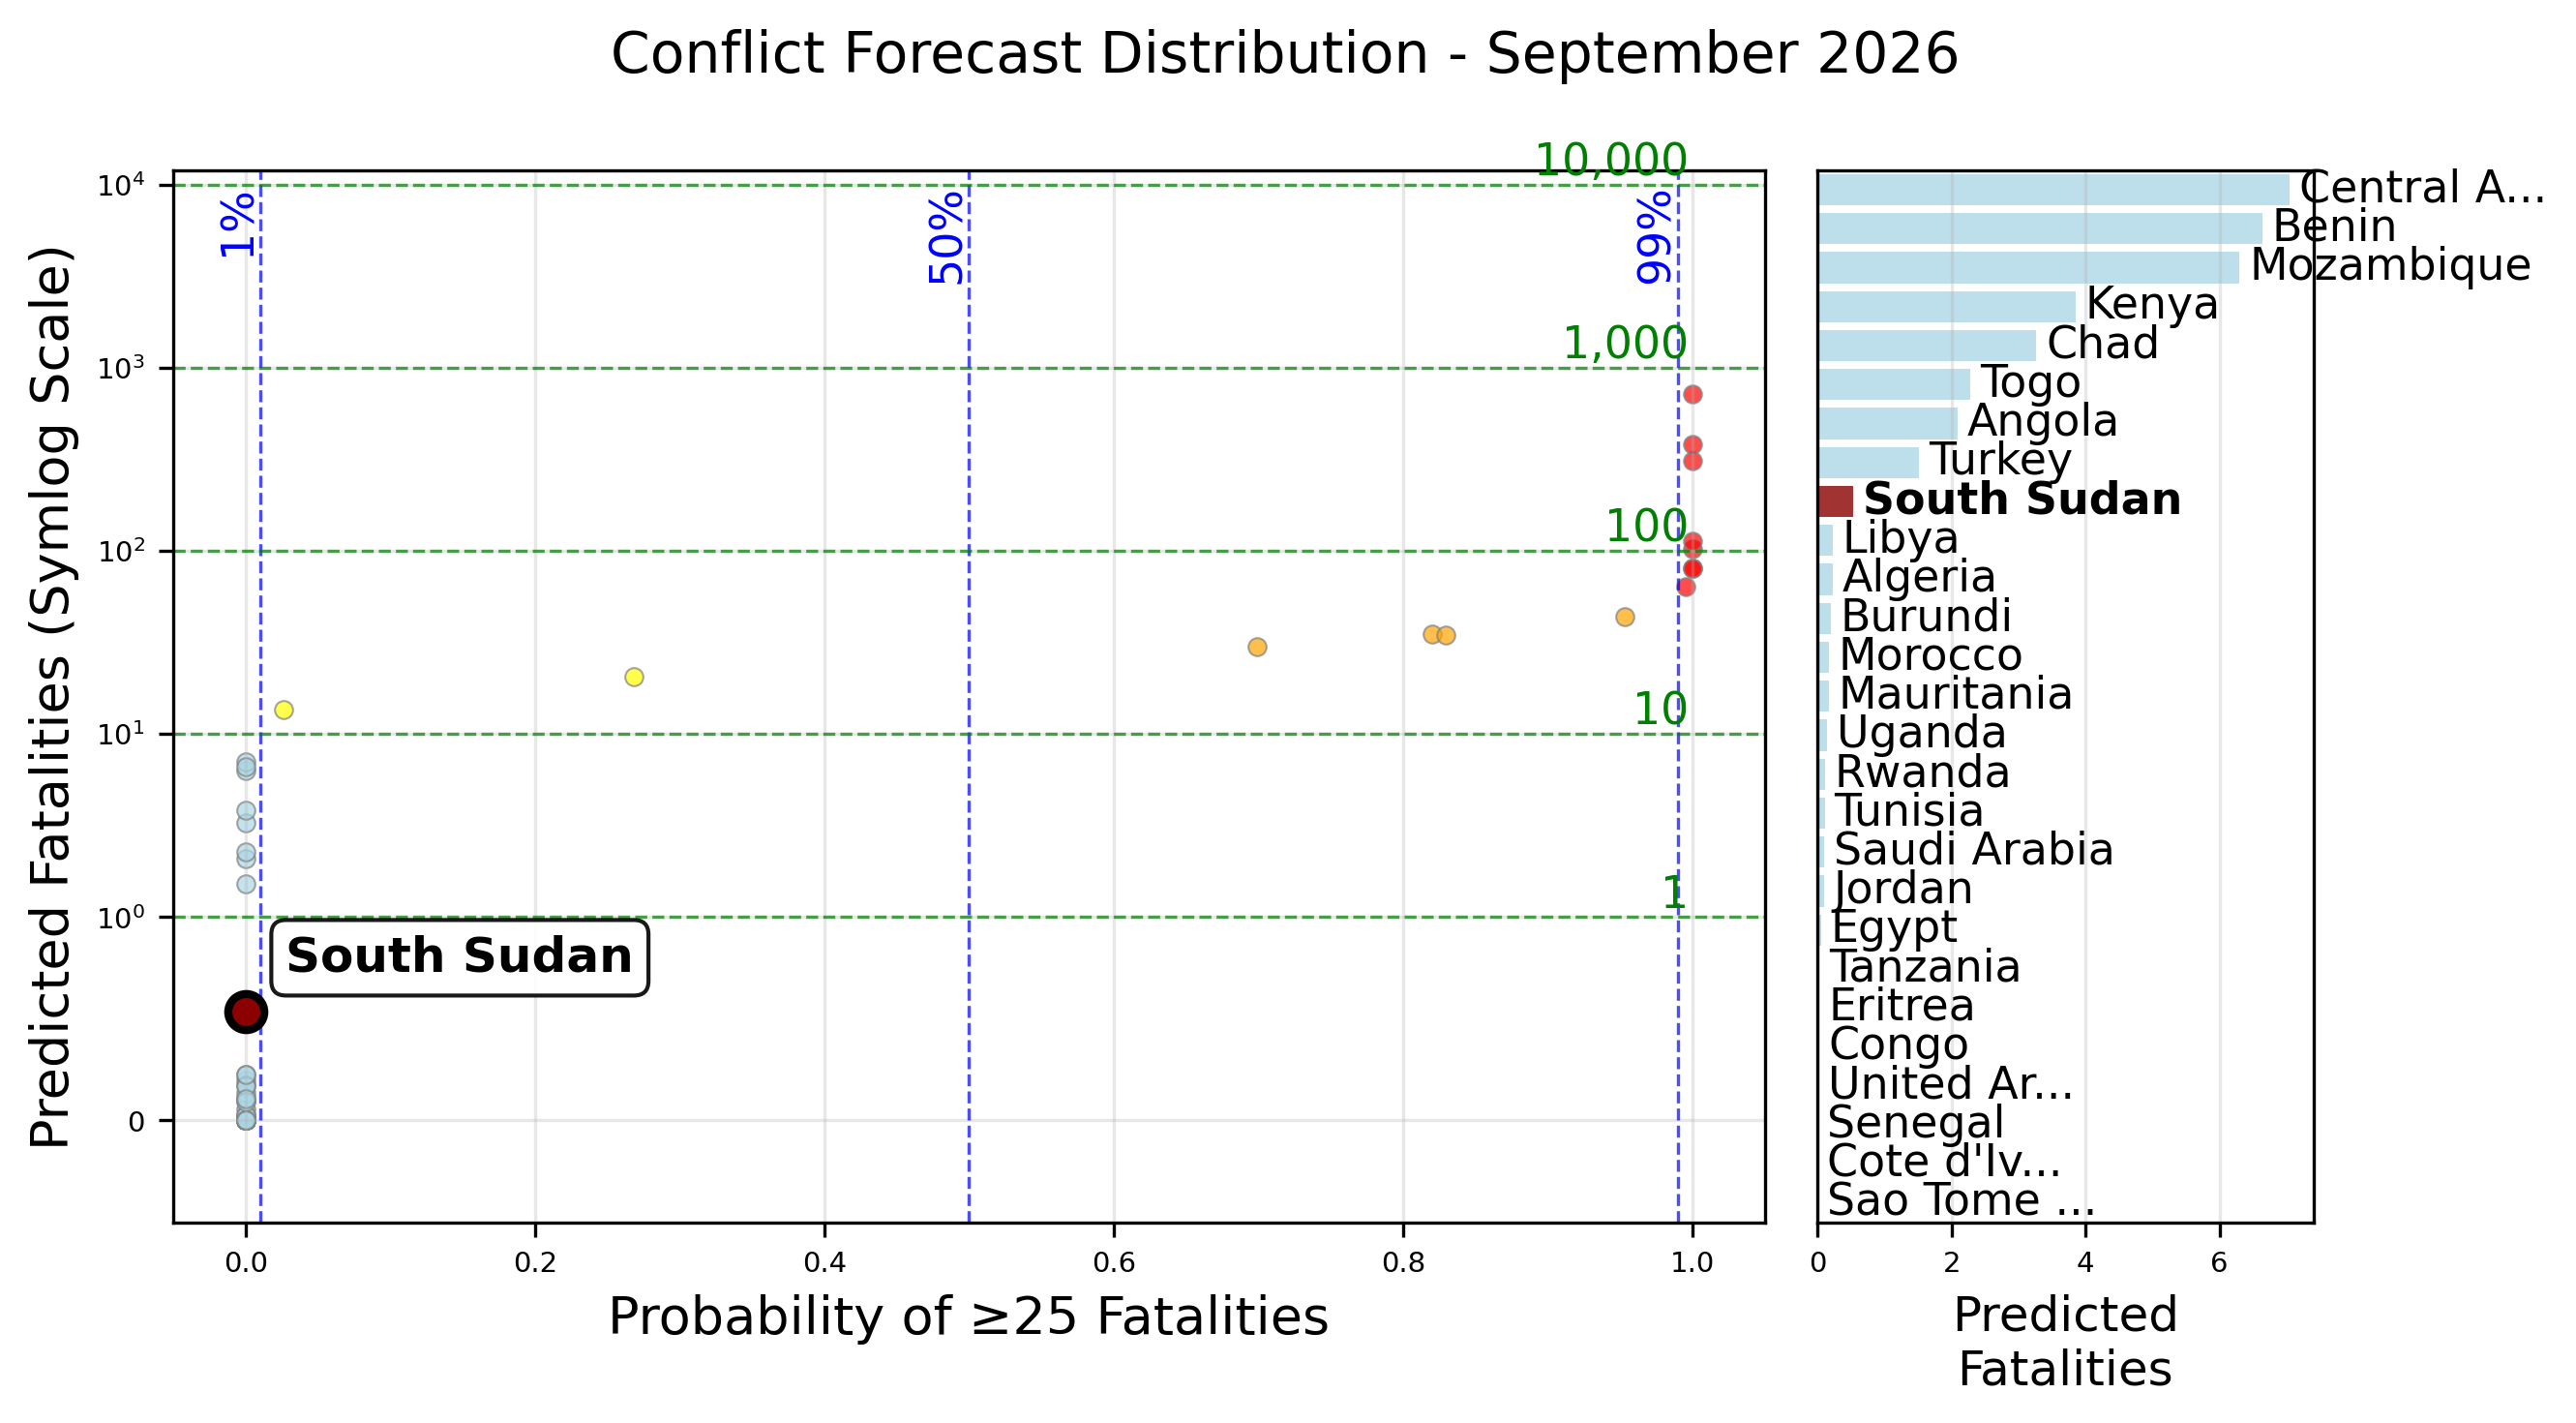 Conflict Forecast Distribution - September 2026
Predicted Fatalities (Symlog Scale)
10⁴
10³
10²
10¹
10⁰
0
1%
50%
99%
10,000
1,000
100
10
1
South Sudan
0.0
0.2
0.4
0.6
0.8
1.0
Probability of ≥25 Fatalities
Central A...
Benin
Mozambique
Kenya
Chad
Togo
Angola
Turkey
South Sudan
Libya
Algeria
Burundi
Morocco
Mauritania
Uganda
Rwanda
Tunisia
Saudi Arabia
Jordan
Egypt
Tanzania
Eritrea
Congo
United Ar...
Senegal
Cote d'Iv...
Sao Tome ...
0
2
4
6
Predicted
Fatalities